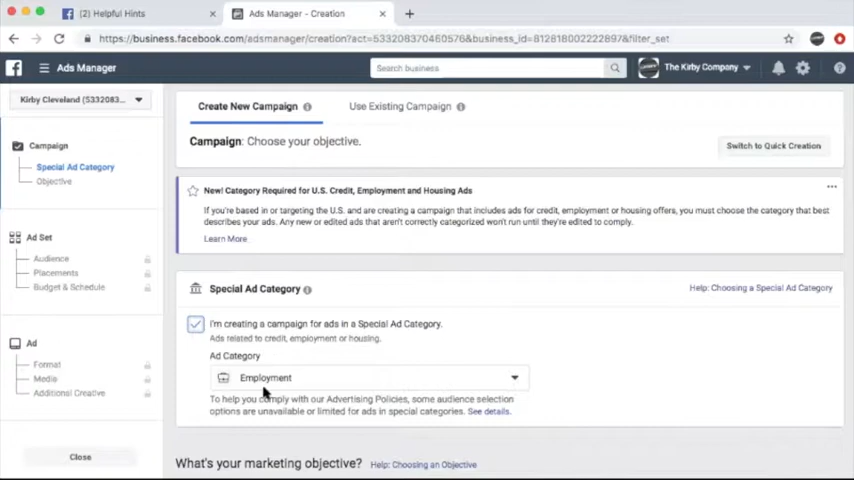 (2) Helpful Hints
Ads Manager - Creation
https://business.facebook.com/adsmanager/creation?act=533208370460576&business_id=812818002222897&filter_set
Ads Manager
Search business
The Kirby Company
Kirby Cleveland (5332083...
Create New Campaign
Use Existing Campaign
Campaign
Campaign: Choose your objective.
Switch to Quick Creation
Special Ad Category
Objective
New! Category Required for U.S. Credit, Employment and Housing Ads
If you're based in or targeting the U.S. and are creating a campaign that includes ads for credit, employment or housing offers, you must choose the category that best
describes your ads. Any new or edited ads that aren't correctly categorized won't run until they're edited to comply.
Learn More
Ad Set
Audience
Placements
Budget & Schedule
Special Ad Category
Help: Choosing a Special Ad Category
I'm creating a campaign for ads in a Special Ad Category.
Ads related to credit, employment or housing.
Ad Category
Employment
To help you comply with our Advertising Policies, some audience selection
options are unavailable or limited for ads in special categories. See details.
Ad
Format
Media
Additional Creative
Close
What's your marketing objective? Help: Choosing an Objective